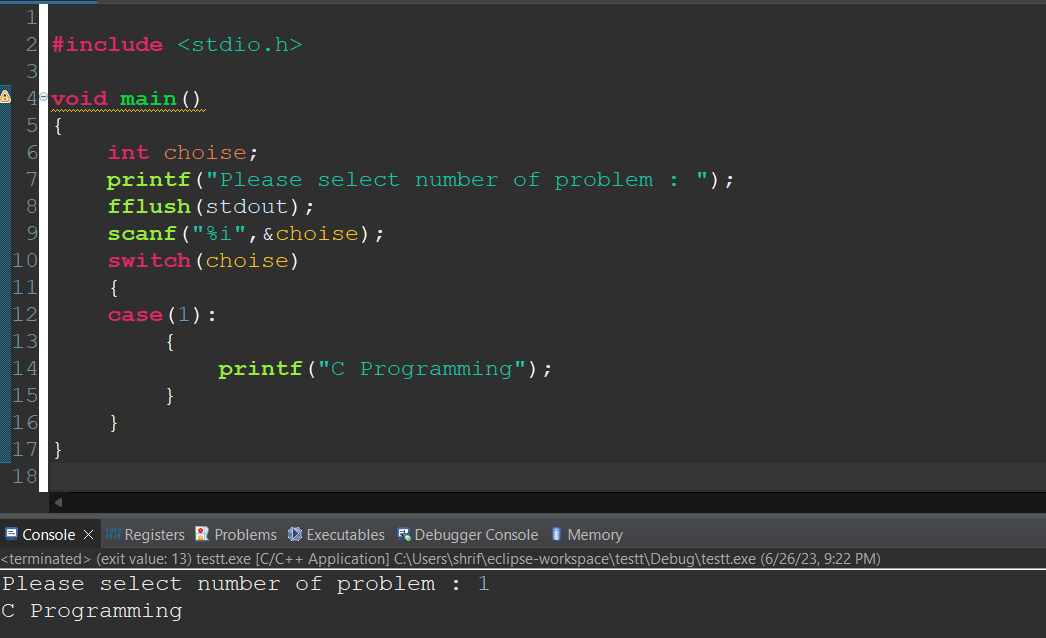 1
2 #include <stdio.h>
3
4 void main()
5 {
6 int choise;
7 printf("Please select number of problem : ");
8 fflush(stdout);
9 scanf("%i",&choise);
10 switch(choise)
11 {
12 case(1):
13 {
14 printf("C Programming");
15 }
16 }
17 }
18
Console Registers Problems Executables Debugger Console Memory
<terminated> (exit value: 13) testt.exe [C/C++ Application] C:\Users\shrif\eclipse-workspace\testt\Debug\testt.exe (6/26/23, 9:22 PM)
Please select number of problem : 1
C Programming